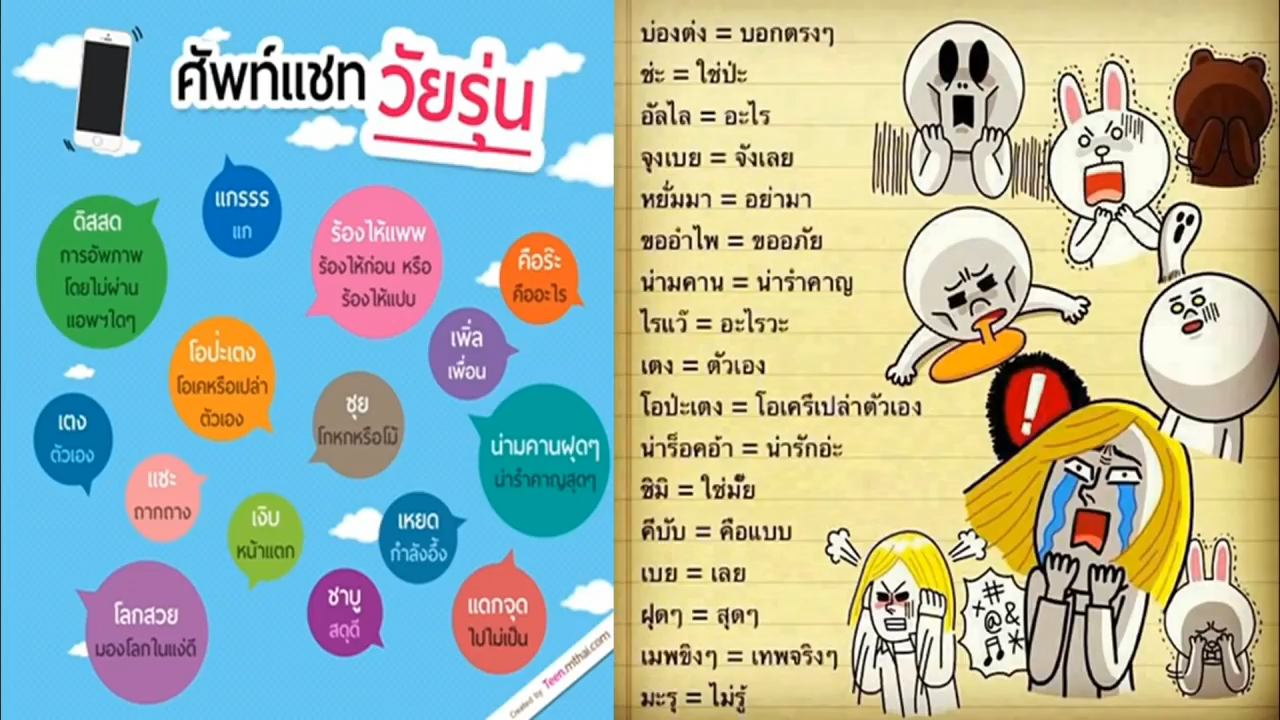 ศัพท์แชท วัยรุ่น
แกรรร
แก
ดิสสด
การอัพภาพ
โดยไม่ผ่าน
แอพฯใดๆ
ร้องไห้แพพ
ร้องไห้ก่อน หรือ
ร้องไห้แปบ
คือร๊ะ
คืออะไร
โอป่ะเตง
โอเคหรือเปล่า
ตัวเอง
เพิ่ล
เพื่อน
เตง
ตัวเอง
ชุย
โกหกหรือโม้
น่ามคานฝุดๆ
น่ารำคาญสุดๆ
แซะ
ถากถาง
เงิบ
หน้าแตก
เหยด
กำลังอึ้ง
โลกสวย
มองโลกในแง่ดี
ชาบู
สดุดี
แดกจุด
ไปไม่เป็น
Created by Teen.mthai.com
บ่องต่ง = บอกตรงๆ
ช่ะ = ใช่ป่ะ
อัลไล = อะไร
จุงเบย = จังเลย
หยั่มมา = อย่ามา
ขออำไพ = ขออภัย
น่ามคาน = น่ารำคาญ
ไรแว๊ = อะไรวะ
เตง = ตัวเอง
โอป่ะเตง = โอเครึเปล่าตัวเอง
น่าร็อคอ้า = น่ารักอ่ะ
ชิมิ = ใช่มั๊ย
คีบับ = คือแบบ
เบย = เลย
ฝุดๆ = สุดๆ
เมพขิงๆ = เทพจริงๆ
มะรุ = ไม่รู้
!
#
@&
*